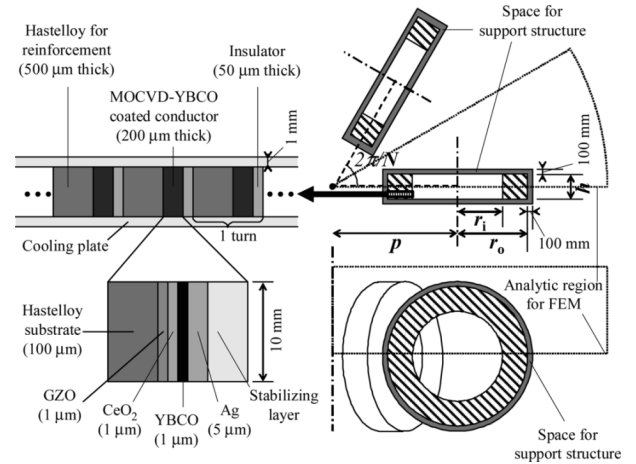 Hastelloy for
reinforcement
(500 μm thick)
MOCVD-YBCO
coated conductor
(200 μm thick)
Insulator
(50 μm thick)
1 mm
1 turn
Cooling plate
Hastelloy
substrate
(100 μm)
GZO
(1 μm)
CeO2
(1 μm)
YBCO
(1 μm)
Ag
(5 μm)
Stabilizing
layer
10 mm
Space for
support structure
2π/N
100 mm
h
ri
ro
p
100 mm
Analytic region
for FEM
Space for
support structure